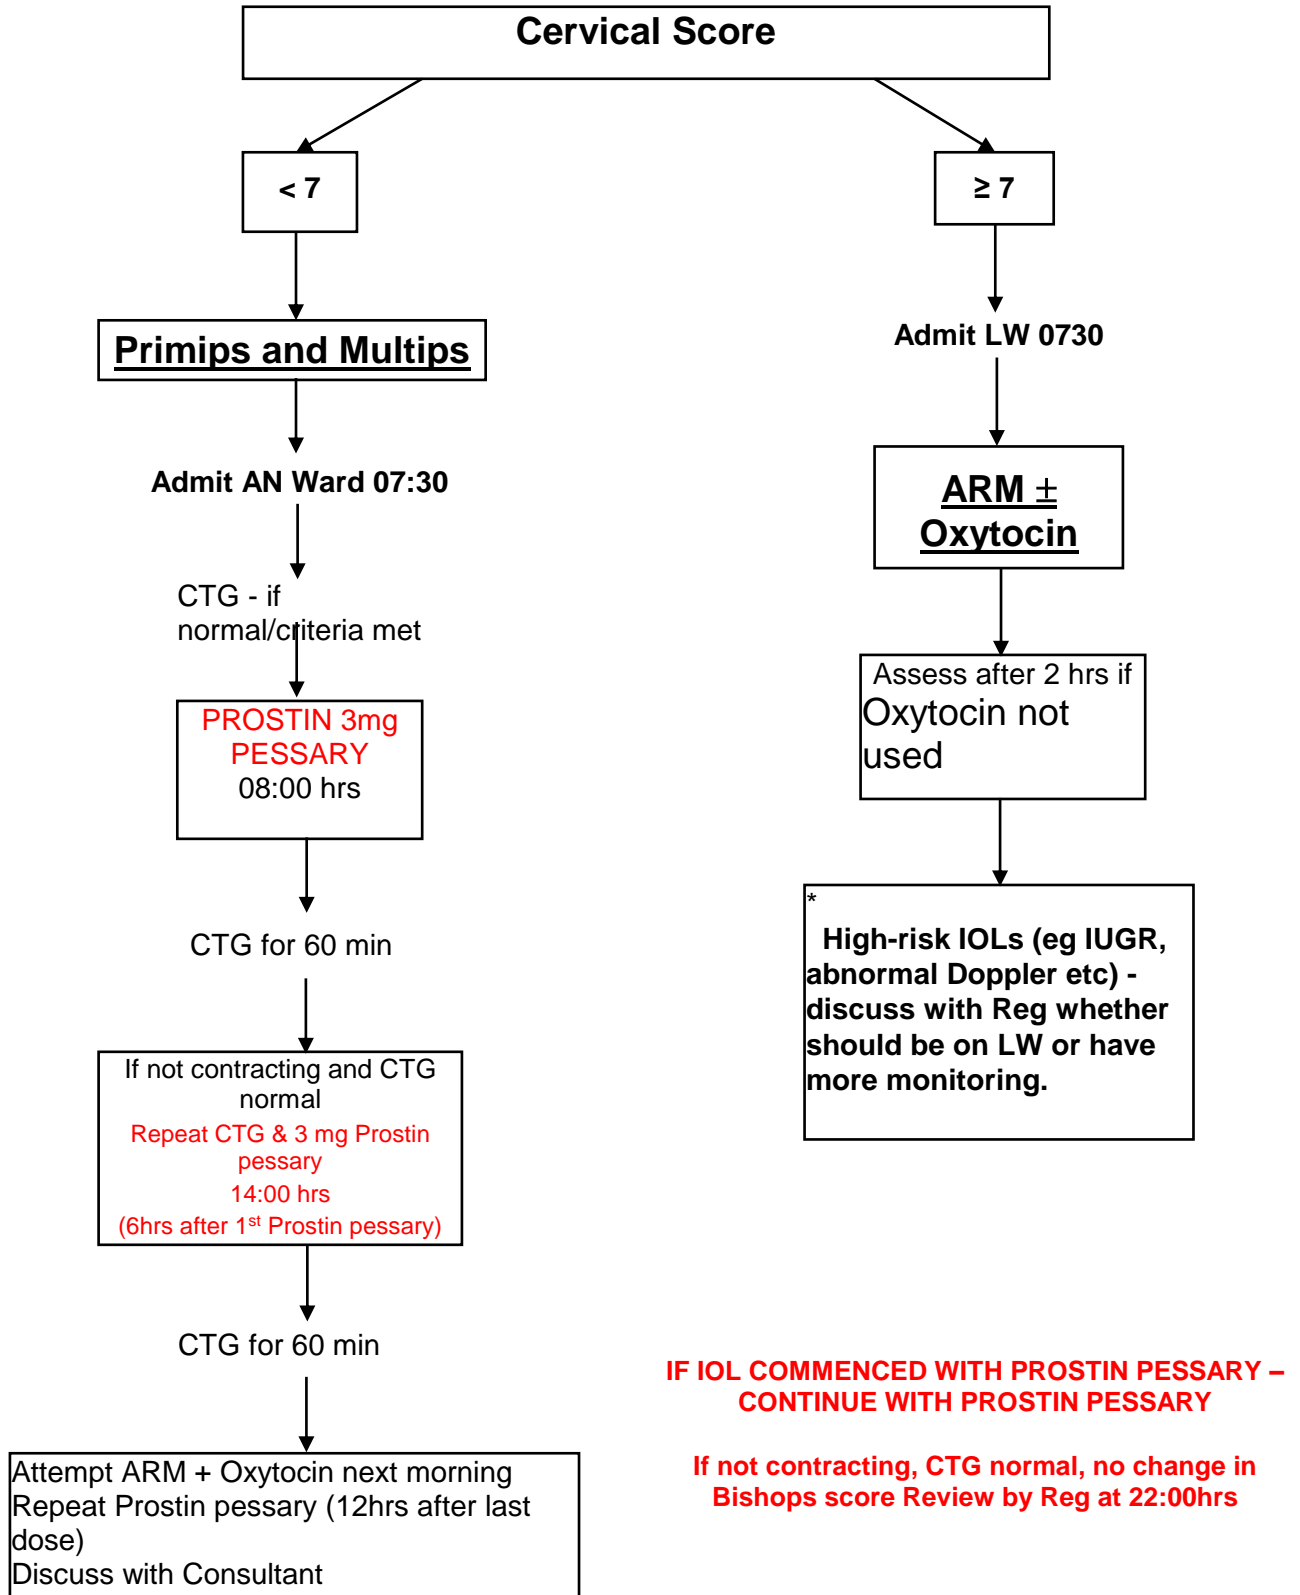 Cervical Score
< 7
≥ 7
Primips and Multips
Admit LW 0730
Admit AN Ward 07:30
ARM ±
Oxytocin
CTG - if
normal/criteria met
PROSTIN 3mg
PESSARY
08:00 hrs
Assess after 2 hrs if
Oxytocin not
used
CTG for 60 min
*
High-risk IOLs (eg IUGR,
abnormal Doppler etc) -
discuss with Reg whether
should be on LW or have
more monitoring.
If not contracting and CTG
normal
Repeat CTG & 3 mg Prostin
pessary
14:00 hrs
(6hrs after 1st Prostin pessary)
CTG for 60 min
IF IOL COMMENCED WITH PROSTIN PESSARY –
CONTINUE WITH PROSTIN PESSARY
If not contracting, CTG normal, no change in
Bishops score Review by Reg at 22:00hrs
Attempt ARM + Oxytocin next morning
Repeat Prostin pessary (12hrs after last
dose)
Discuss with Consultant